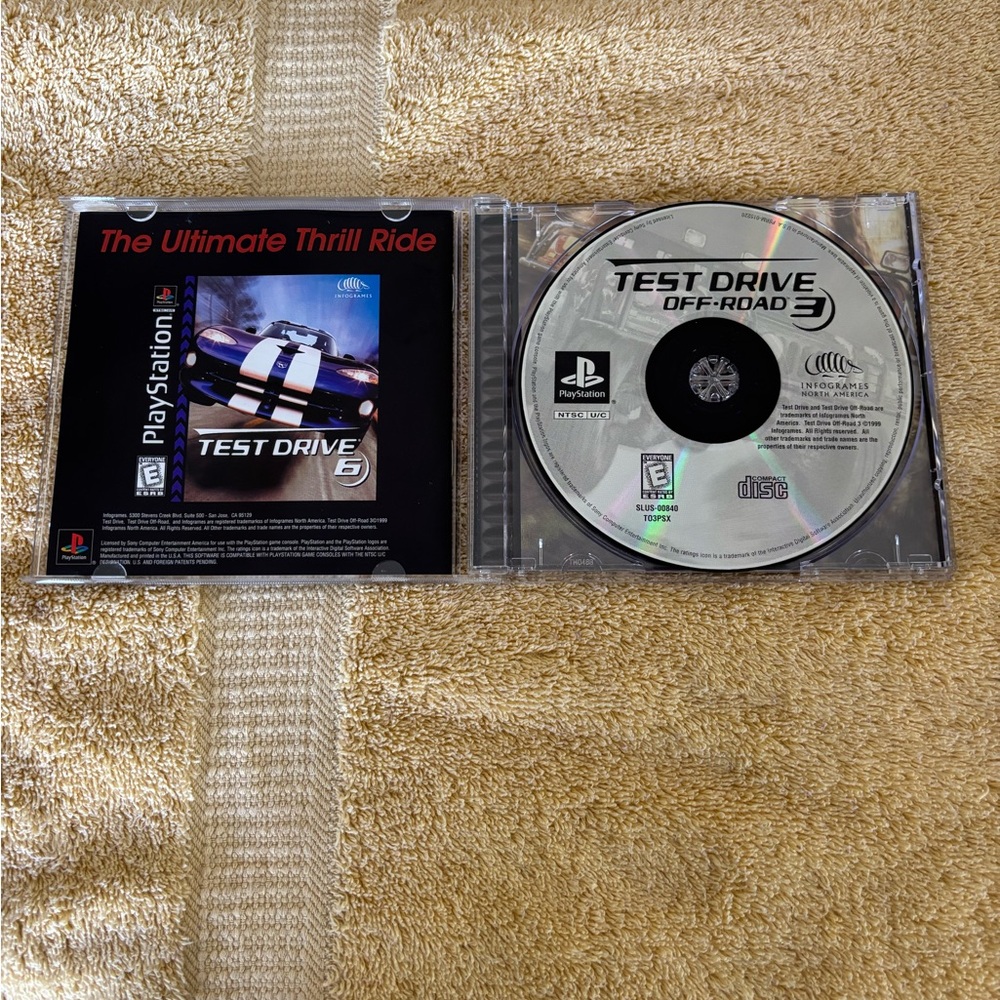 The Ultimate Thrill Ride
INFOGRAMES
PlayStation
TEST DRIVE
6
EVERYONE
E
ESRB
Infogrames. 5300 Stevens Creek Blvd. Suite 500 - San Jose, CA 95129
Test Drive, Test Drive Off-Road, and Infogrames are registered trademarks of Infogrames North America. Test Drive Off-Road 3©1999
Infogrames North America. All Rights Reserved. All Other trademarks and trade names are the properties of their respective owners.
PlayStation
Licensed by Sony Computer Entertainment America for use with the PlayStation game console. PlayStation and the PlayStation logos are
registered trademarks of Sony Computer Entertainment Inc. The ratings icon is a trademark of the Interactive Digital Software Association.
Manufactured and printed in the U.S.A. THIS SOFTWARE IS COMPATIBLE WITH PLAYSTATION GAME CONSOLES WITH THE NTSC U/C
DESIGNATION. U.S. AND FOREIGN PATENTS PENDING.
TEST DRIVE
OFF-ROAD 3
PlayStation
NTSC U/C
INFOGRAMES
NORTH AMERICA
Test Drive and Test Drive Off-Road are
trademarks of Infogrames North
America. Test Drive Off-Road 3 ©1999
Infogrames. All Rights reserved. All
other trademarks and trade names are the
properties of their respective owners.
EVERYONE
E
ESRB
COMPACT
disc
SLUS-00840
TO3PSX